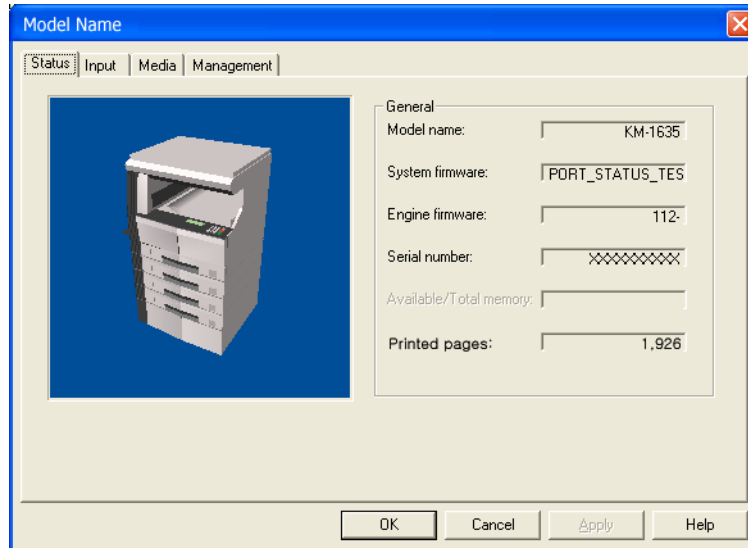 Model Name
Status Input Media Management
General
Model name: KM-1635
System firmware: PORT_STATUS_TES
Engine firmware: 112-
Serial number: XXXXXXXXXX
Available/Total memory:
Printed pages: 1,926
OK Cancel Apply Help